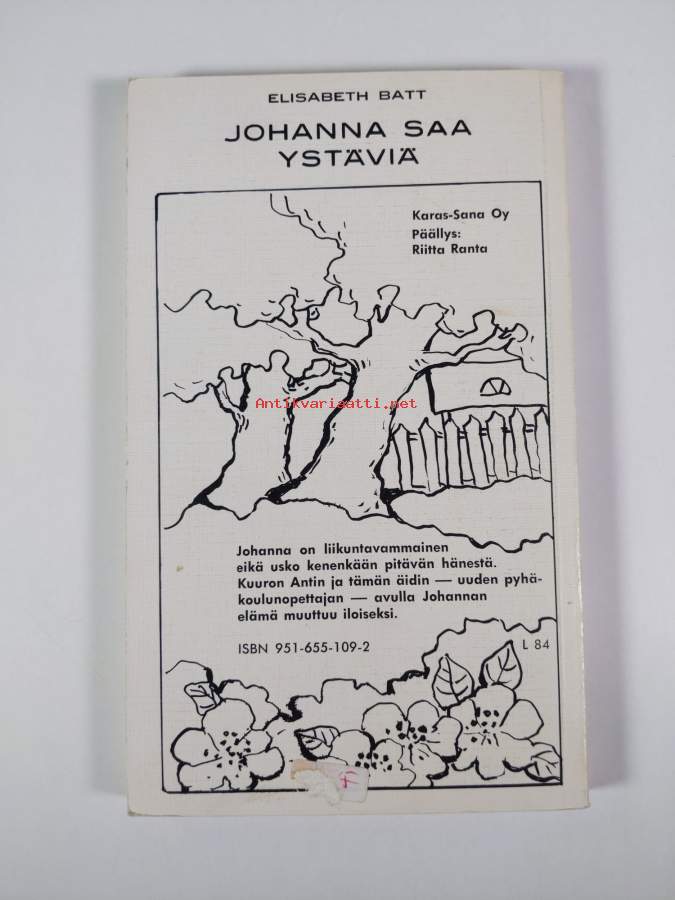 ELISABETH BATT
JOHANNA SAA
YSTÄVIÄ
Karas-Sana Oy
Päällys:
Riitta Ranta
Antikvarisatti.net
Johanna on liikuntavammainen
eikä usko kenenkään pitävän hänestä.
Kuuron Antin ja tämän äidin — uuden pyhä-
koulunopettajan — avulla Johannan
elämä muuttuu iloiseksi.
ISBN 951-655-109-2
L 84